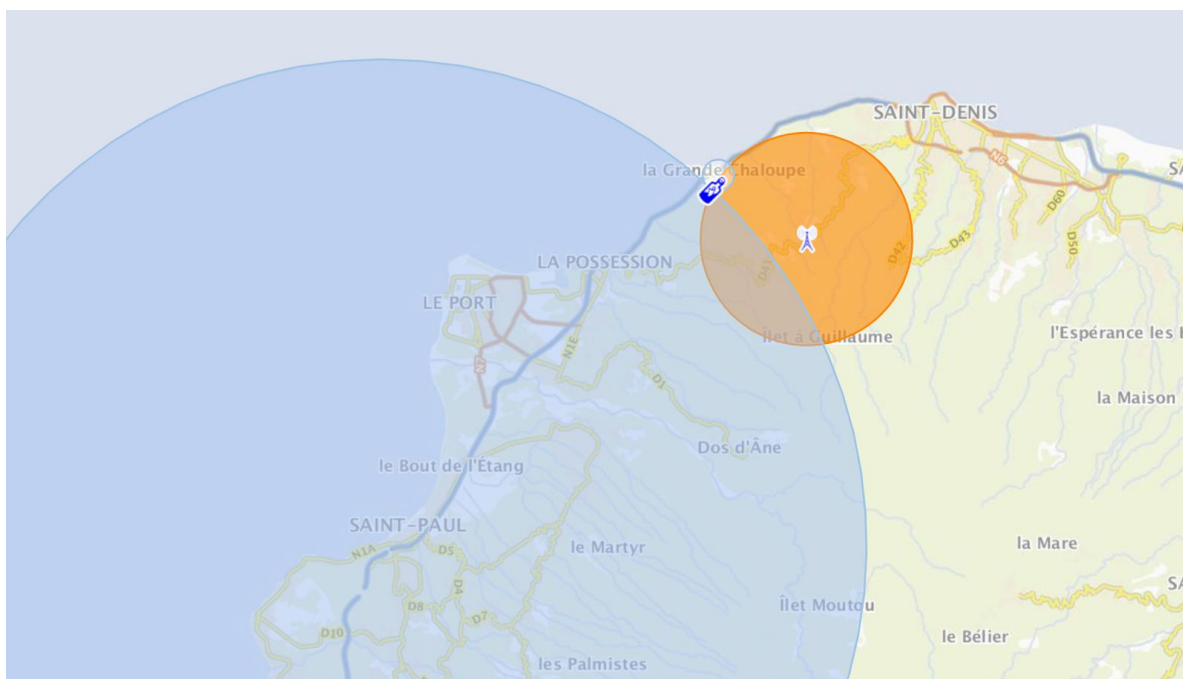 SAINT-DENIS
la Grande Chaloupe
N6
SA
D60
D42
D43
D50
D41
LA POSSESSION
LE PORT
Îlet à Guillaume
l'Espérance les H
N1E
N7
D1
la Maison
Dos d'Âne
le Bout de l'Étang
SAINT-PAUL
N1A
D5
le Martyr
la Mare
D4
SA
D8
D7
Îlet Moutou
D10
le Bélier
les Palmistes